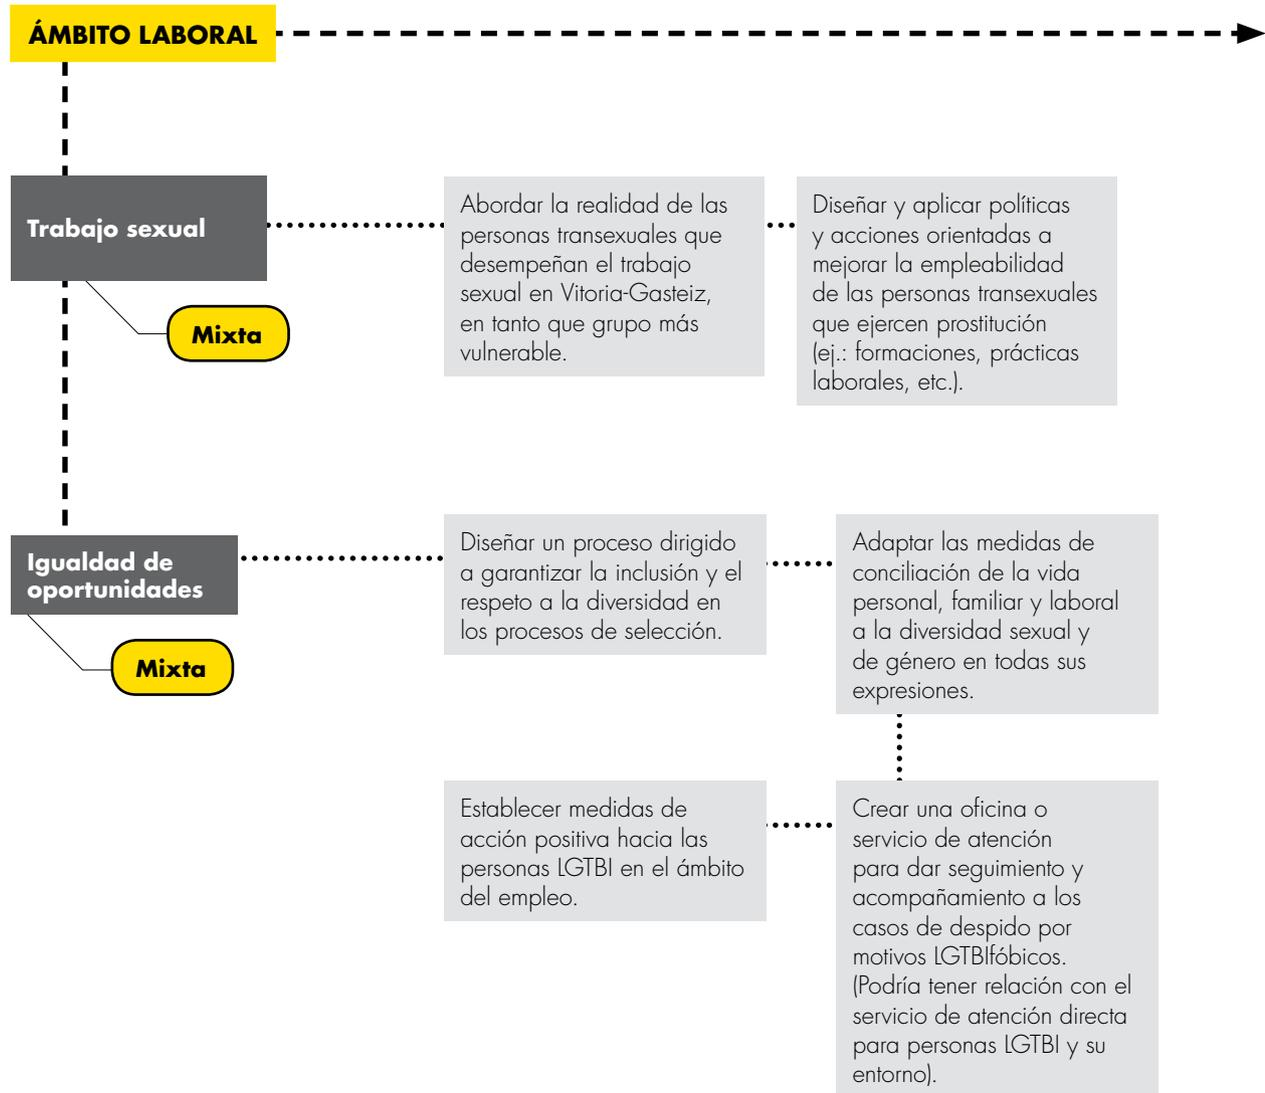 ÁMBITO LABORAL
Trabajo sexual
Mixta
Abordar la realidad de las
personas transexuales que
desempeñan el trabajo
sexual en Vitoria-Gasteiz,
en tanto que grupo más
vulnerable.
Diseñar y aplicar políticas
y acciones orientadas a
mejorar la empleabilidad
de las personas transexuales
que ejercen prostitución
(ej.: formaciones, prácticas
laborales, etc.).
Igualdad de
oportunidades
Mixta
Diseñar un proceso dirigido
a garantizar la inclusión y el
respeto a la diversidad en
los procesos de selección.
Adaptar las medidas de
conciliación de la vida
personal, familiar y laboral
a la diversidad sexual y
de género en todas sus
expresiones.
Crear una oficina o
servicio de atención
para dar seguimiento y
acompañamiento a los
casos de despido por
motivos LGTBIfóbicos.
(Podría tener relación con el
servicio de atención directa
para personas LGTBI y su
entorno).
Establecer medidas de
acción positiva hacia las
personas LGTBI en el ámbito
del empleo.